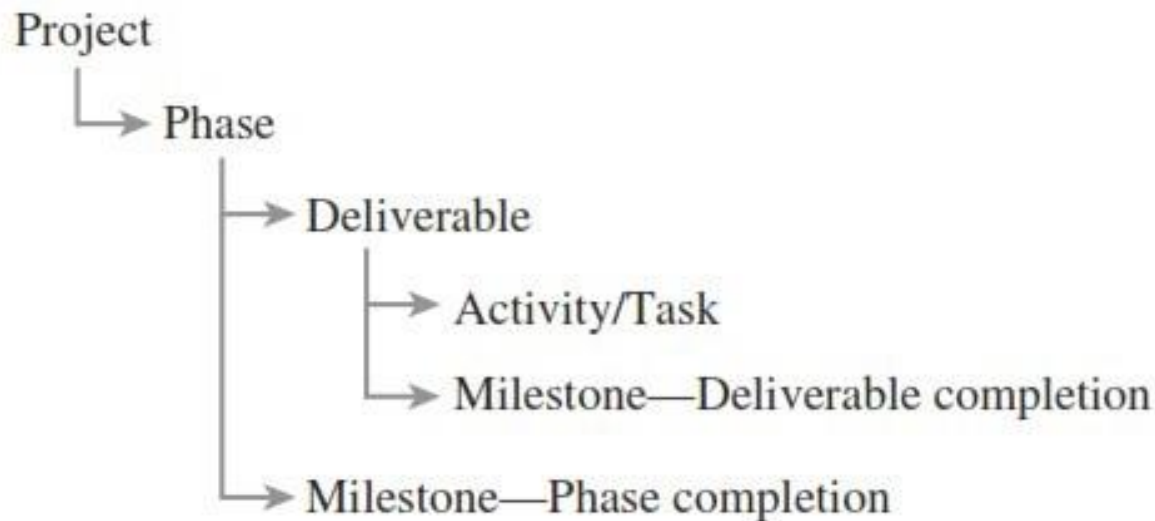 Project
Phase
Deliverable
Activity/Task
Milestone—Deliverable completion
Milestone—Phase completion